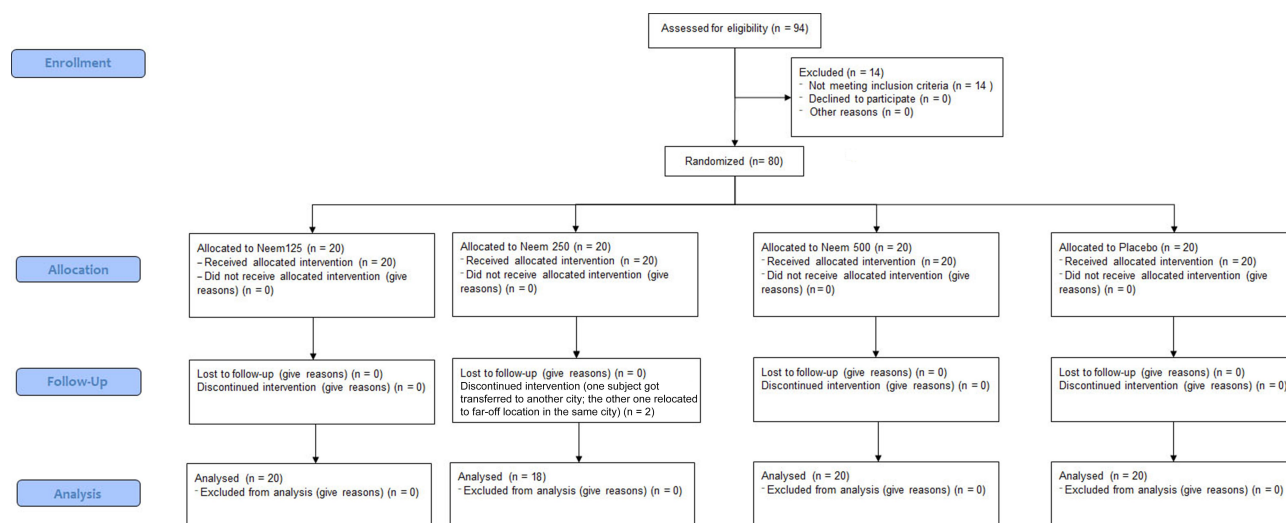 Assessed for eligibility (n = 94)
Enrollment
Excluded (n = 14)
- Not meeting inclusion criteria (n = 14 )
- Declined to participate (n = 0)
- Other reasons (n = 0)
Randomized (n= 80)
Allocation
Allocated to Neem125 (n = 20)
– Received allocated intervention (n = 20)
– Did not receive allocated intervention (give
reasons) (n = 0)
Allocated to Neem 250 (n = 20)
- Received allocated intervention (n = 20)
- Did not receive allocated intervention (give
reasons) (n = 0)
Allocated to Neem 500 (n = 20)
- Received allocated intervention (n =20)
- Did not receive allocated intervention (give
reasons) (n =0)
Allocated to Placebo (n = 20)
- Received allocated intervention (n = 20)
- Did not receive allocated intervention (give
reasons) (n = 0)
Follow-Up
Lost to follow-up (give reasons) (n = 0)
Discontinued intervention (give reasons) (n = 0)
Lost to follow-up (give reasons) (n = 0)
Discontinued intervention (one subject got
transferred to another city; the other one relocated
to far-off location in the same city) (n = 2)
Lost to follow-up (give reasons) (n = 0)
Discontinued intervention (give reasons) (n = 0)
Lost to follow-up (give reasons) (n = 0)
Discontinued intervention (give reasons) (n = 0)
Analysis
Analysed (n = 20)
- Excluded from analysis (give reasons) (n = 0)
Analysed (n = 18)
- Excluded from analysis (give reasons) (n = 0)
Analysed (n = 20)
- Excluded from analysis (give reasons) (n = 0)
Analysed (n = 20)
- Excluded from analysis (give reasons) (n = 0)